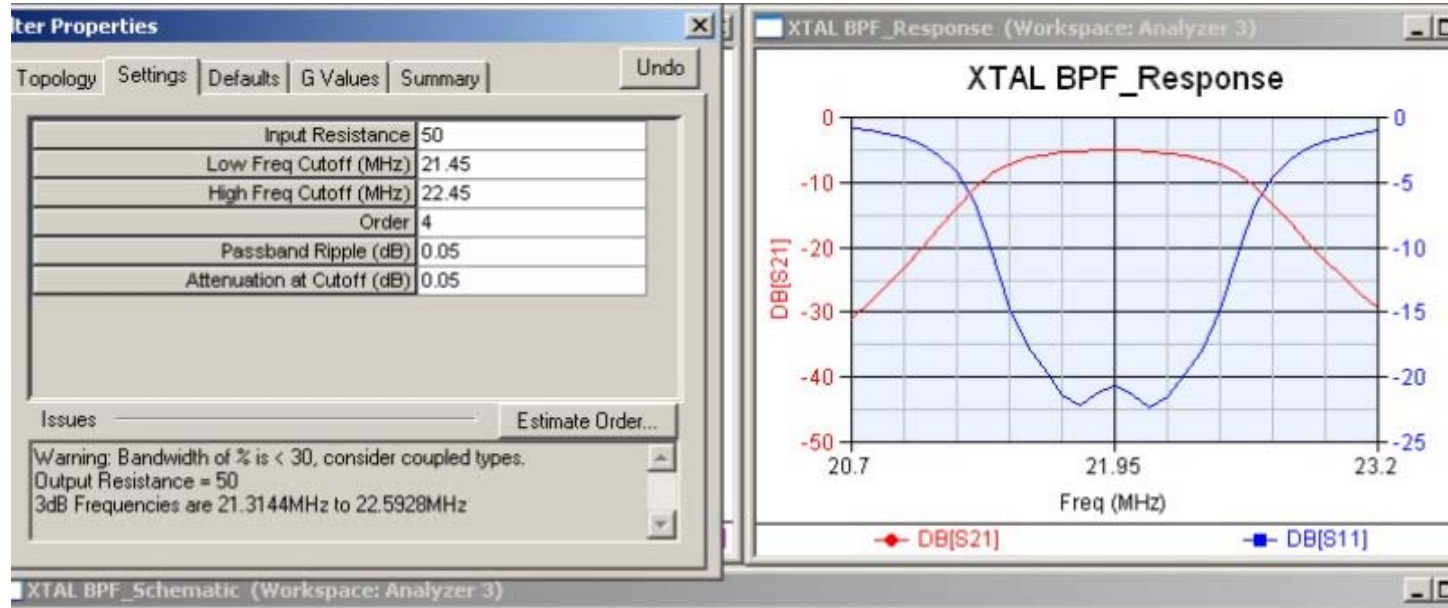 lter Properties
Undo
Topology Settings Defaults G Values Summary
Input Resistance 50
Low Freq Cutoff (MHz) 21.45
High Freq Cutoff (MHz) 22.45
Order 4
Passband Ripple (dB) 0.05
Attenuation at Cutoff (dB) 0.05
Issues
Estimate Order...
Warning: Bandwidth of % is < 30, consider coupled types.
Output Resistance = 50
3dB Frequencies are 21.3144MHz to 22.5928MHz
XTAL BPF_Response (Workspace: Analyzer 3)
XTAL BPF_Response
0
-10
-20
-30
-40
-50
DB[S21]
0
-5
-10
-15
-20
-25
20.7 21.95 23.2
Freq (MHz)
DB[S21] DB[S11]
XTAL BPF_Schematic (Workspace: Analyzer 3)